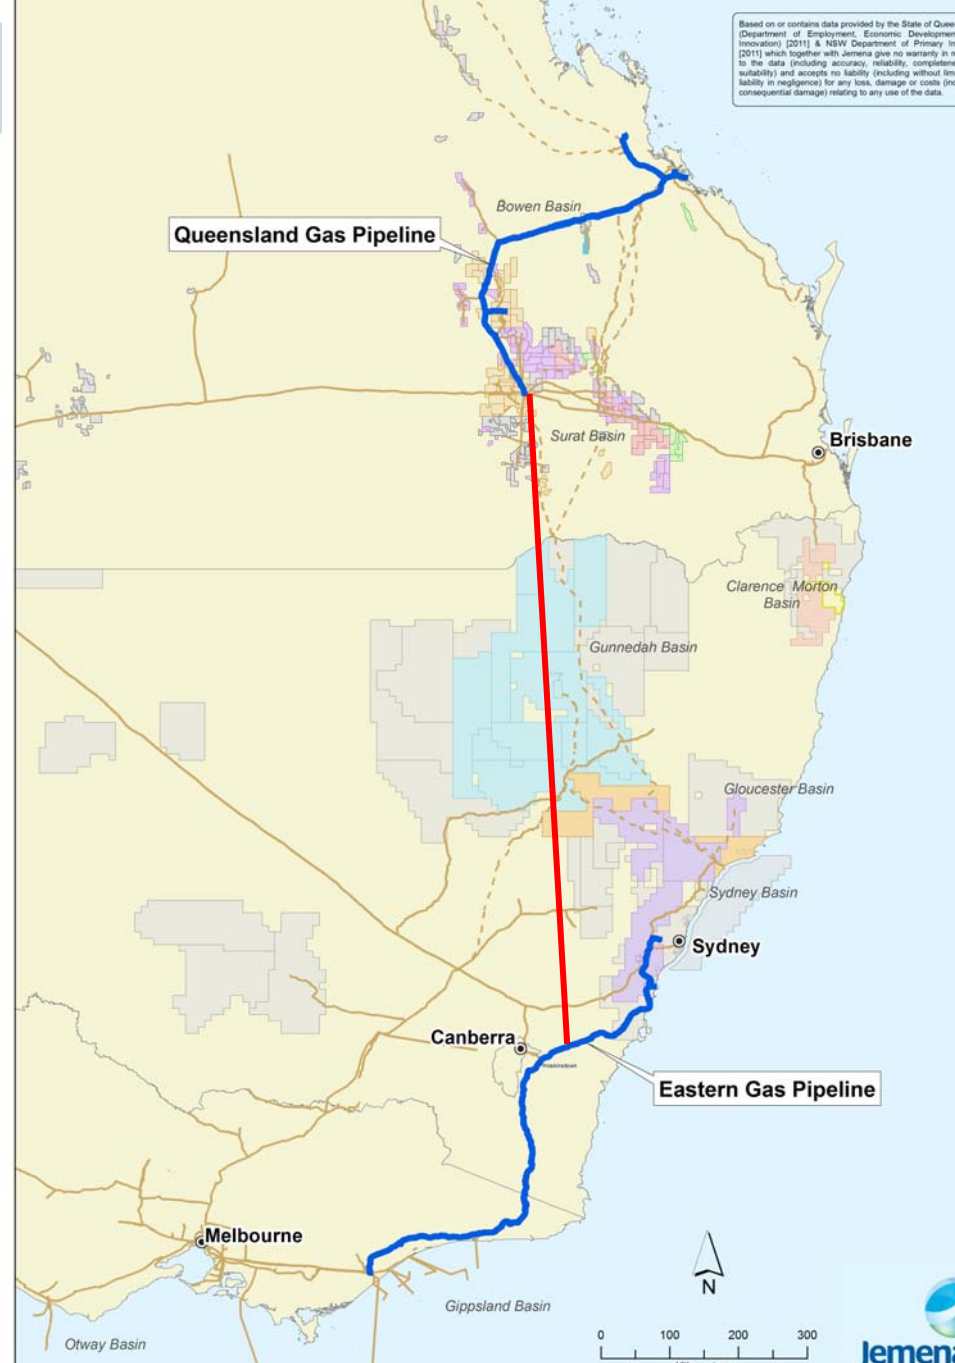 Based on or contains data provided by the State of Quee
(Department of Employment, Economic Developmen
Innovation) [2011] & NSW Department of Primary In
[2011] which together with Jemena give no warranty in r
to the data (including accuracy, reliability, completene
suitability) and accepts no liability (including without lim
liability in negligence) for any loss, damage or costs (inc
consequential damage) relating to any use of the data.
Bowen Basin
Queensland Gas Pipeline
Surat Basin
Brisbane
Clarence Morton
Basin
Gunnedah Basin
Gloucester Basin
Sydney Basin
Sydney
Canberra
Hoskinstown
Eastern Gas Pipeline
Melbourne
N
Gippsland Basin
Otway Basin
0 100 200 300
Jemena